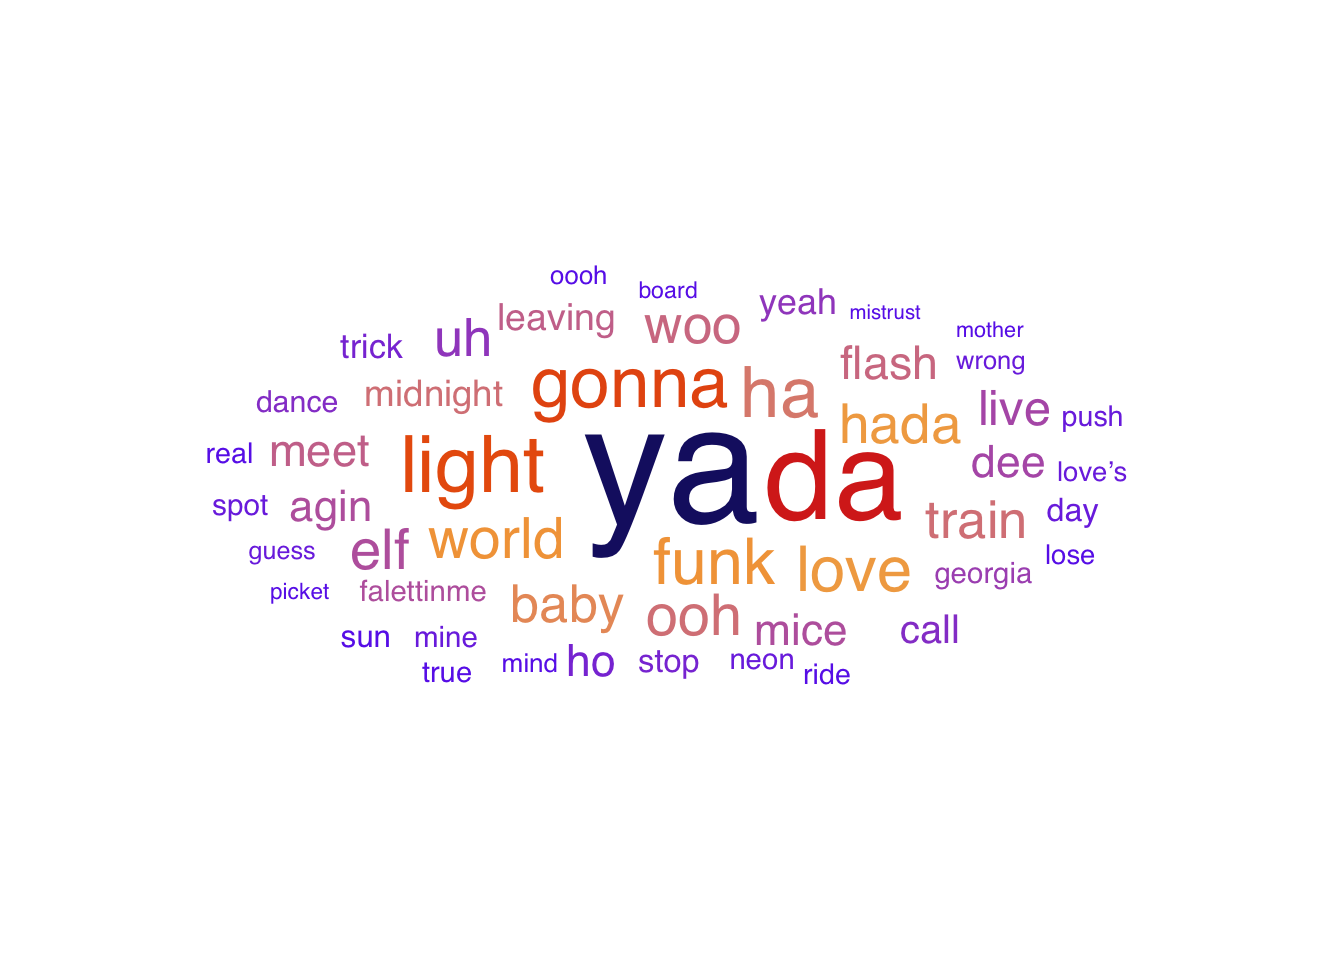 oooh
board
yeah
mistrust
leaving
woo
mother
trick
uh
flash
wrong
midnight
gonna
ha
dance
hada
live
push
real
meet
light
ya
da
dee
love’s
spot
agin
train
day
world
guess
elf
funk
love
georgia
lose
picket
falettinme
baby
ooh
mice
call
sun
mine
true
mind
ho
stop
neon
ride